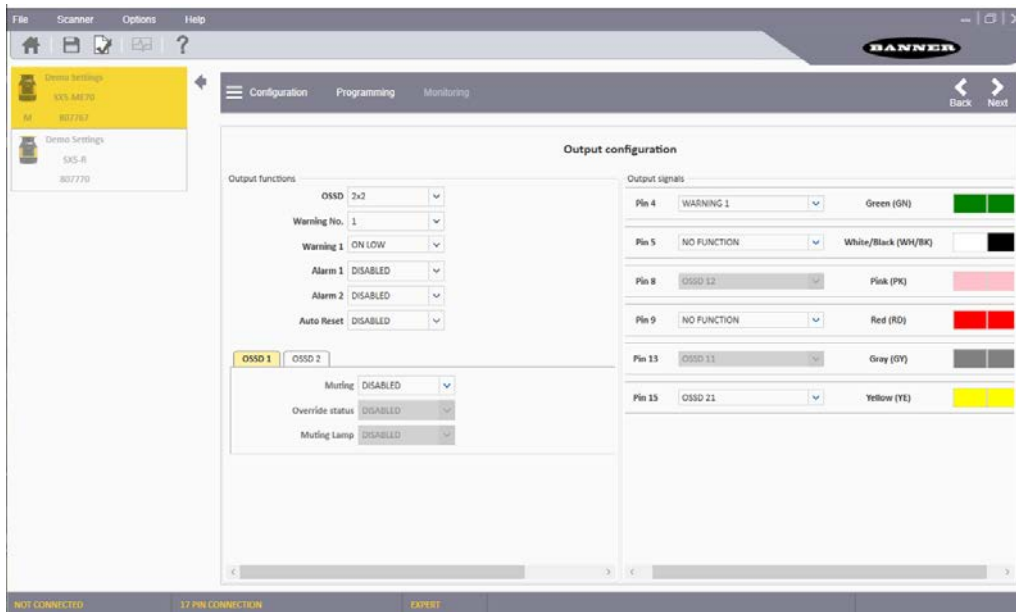 File Scanner Options Help
BANNER
Demo Settings
SX5-ME70
M 807767
Demo Settings
SX5-R
807770
Configuration Programming Monitoring
Back Next
Output configuration
Output functions
OSSD 2x2
Warning No. 1
Warning 1 ON LOW
Alarm 1 DISABLED
Alarm 2 DISABLED
Auto Reset DISABLED
OSSD 1 OSSD 2
Muting DISABLED
Override status DISABLED
Muting Lamp DISABLED
Output signals
Pin 4 WARNING 1 Green (GN)
Pin 5 NO FUNCTION White/Black (WH/BK)
Pin 8 OSSD 12 Pink (PK)
Pin 9 NO FUNCTION Red (RD)
Pin 13 OSSD 11 Gray (GY)
Pin 15 OSSD 21 Yellow (YE)
NOT CONNECTED 17 PIN CONNECTION EXPERT